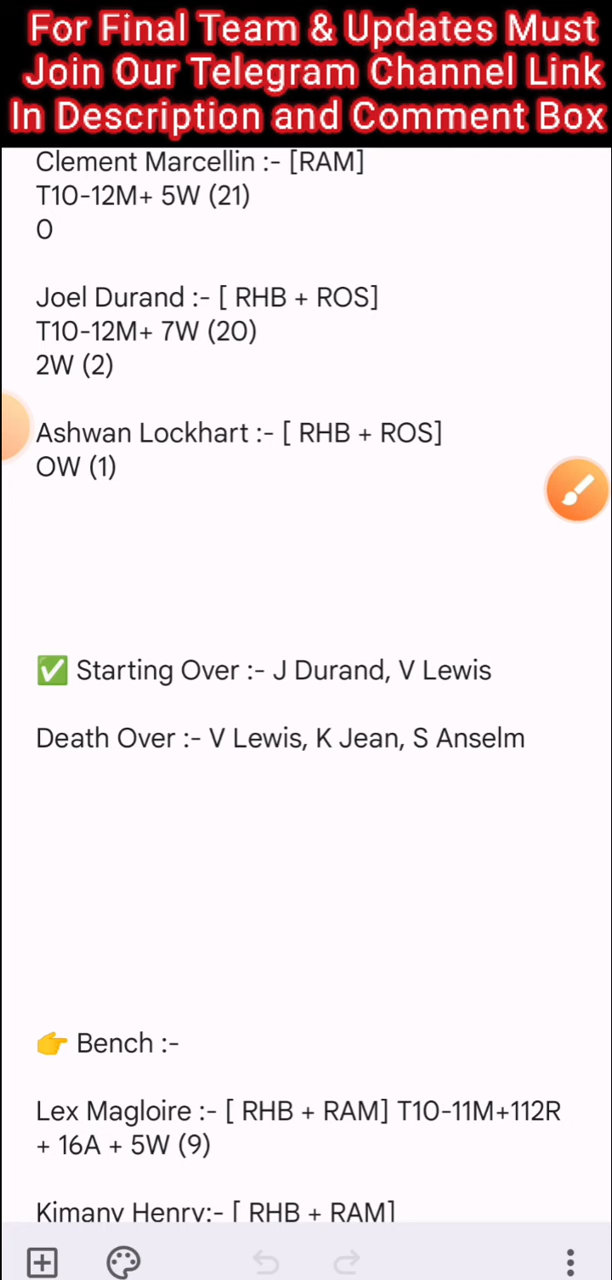 For Final Team & Updates Must
Join Our Telegram Channel Link
In Description and Comment Box
Clement Marcellin :- [RAM]
T10-12M+ 5W (21)
0
Joel Durand :- [ RHB + ROS]
T10-12M+ 7W (20)
2W (2)
Ashwan Lockhart :- [ RHB + ROS]
0W (1)
✅ Starting Over :- J Durand, V Lewis
Death Over :- V Lewis, K Jean, S Anselm
👉 Bench :-
Lex Magloire :- [ RHB + RAM] T10-11M+112R
+ 16A + 5W (9)
Kimany Henry:- [ RHB + RAM]